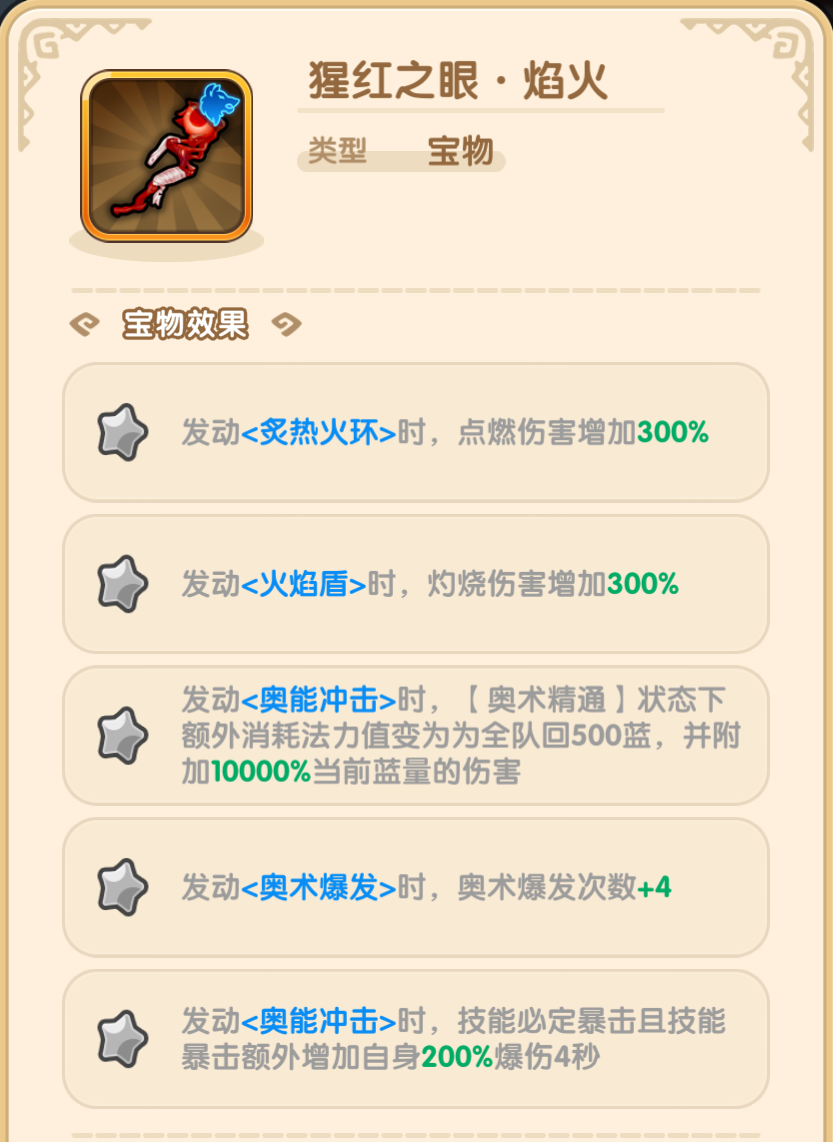 猩红之眼·焰火
类型 宝物
宝物效果
发动<炙热火环>时，点燃伤害增加300%
发动<火焰盾>时，灼烧伤害增加300%
发动<奥能冲击>时，【奥术精通】状态下
额外消耗法力值变为为全队回500蓝，并附
加10000%当前蓝量的伤害
发动<奥术爆发>时，奥术爆发次数+4
发动<奥能冲击>时，技能必定暴击且技能
暴击额外增加自身200%爆伤4秒